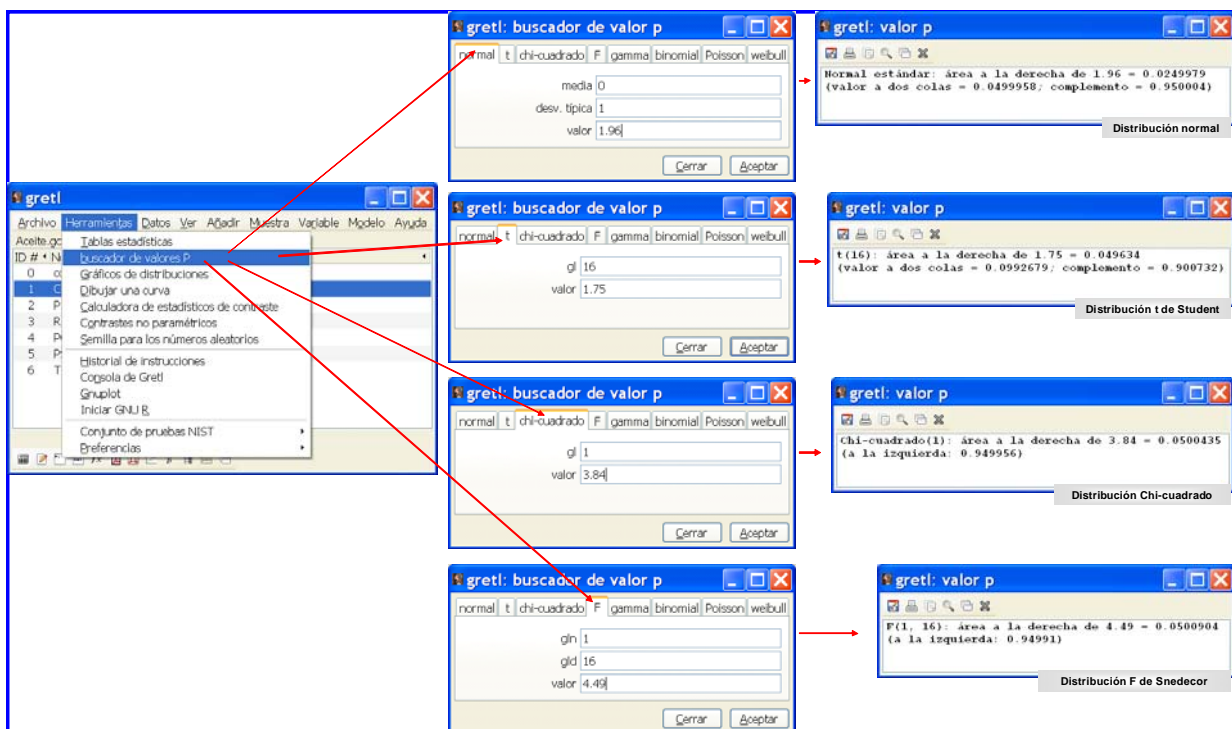 gretl: buscador de valor p
normal t chi-cuadrado F gamma binomial Poisson weibull
media 0
desv. típica 1
valor 1.96
Cerrar Aceptar
gretl: valor p
Normal estándar: área a la derecha de 1.96 = 0.0249979
(valor a dos colas = 0.0499958; complemento = 0.950004)
Distribución normal
gretl
Archivo Herramientas Datos Ver Añadir Muestra Variable Modelo Ayuda
Aceite.gd
ID #
0
1 C
2 P
3 R
4
5 P
6 T
Tablas estadísticas
buscador de valores P
Gráficos de distribuciones
Dibujar una curva
Calculadora de estadísticos de contraste
Contrastes no paramétricos
Semilla para los números aleatorios
Historial de instrucciones
Consola de Gretl
Gnuplot
Iniciar GNU R
Conjunto de pruebas NIST
Preferencias
gretl: buscador de valor p
normal t chi-cuadrado F gamma binomial Poisson weibull
gl 16
valor 1.75
Cerrar Aceptar
gretl: valor p
t(16): área a la derecha de 1.75 = 0.049634
(valor a dos colas = 0.0992679; complemento = 0.900732)
Distribución t de Student
gretl: buscador de valor p
normal t chi-cuadrado F gamma binomial Poisson weibull
gl 1
valor 3.84
Cerrar Aceptar
gretl: valor p
Chi-cuadrado(1): área a la derecha de 3.84 = 0.0500435
(a la izquierda: 0.949956)
Distribución Chi-cuadrado
gretl: buscador de valor p
normal t chi-cuadrado F gamma binomial Poisson weibull
gln 1
gld 16
valor 4.49
Cerrar Aceptar
gretl: valor p
F(1, 16): área a la derecha de 4.49 = 0.0500904
(a la izquierda: 0.94991)
Distribución F de Snedecor